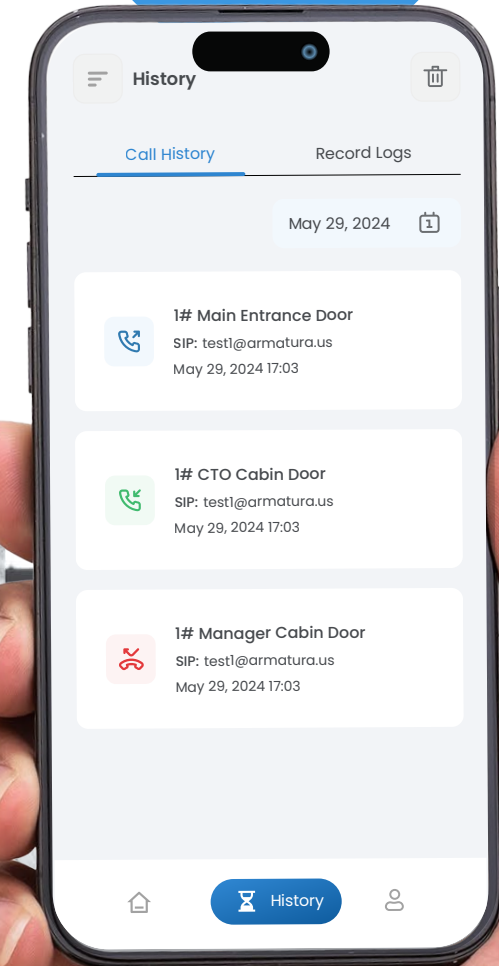 History
Call History
Record Logs
May 29, 2024
1
1# Main Entrance Door
SIP: test1@armatura.us
May 29, 2024 17:03
1# CTO Cabin Door
SIP: test1@armatura.us
May 29, 2024 17:03
1# Manager Cabin Door
SIP: test1@armatura.us
May 29, 2024 17:03
History